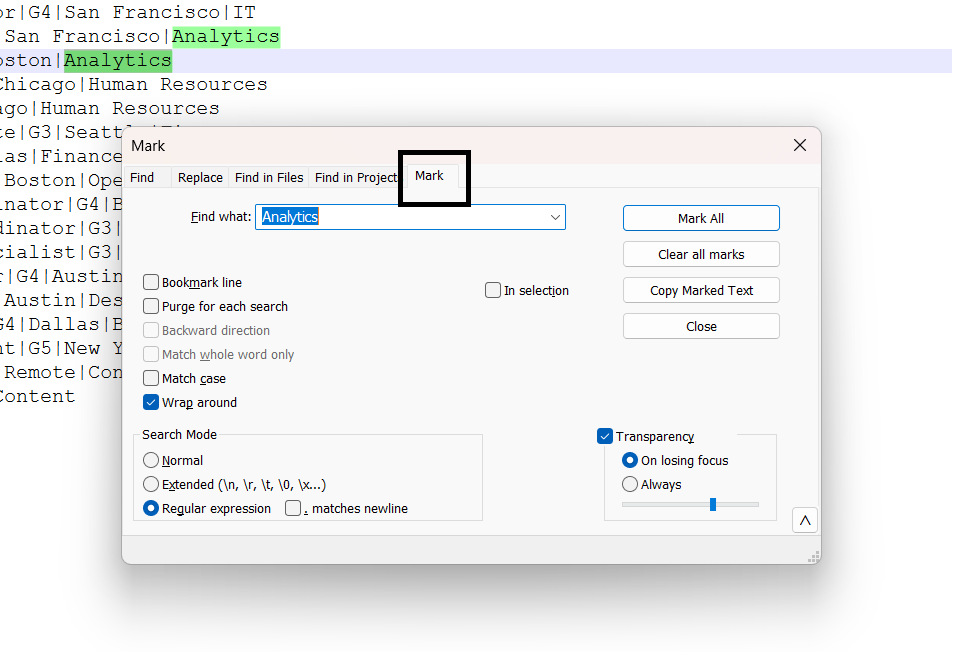 or|G4|San Francisco|IT
San Francisco|Analytics
oston|Analytics
Chicago|Human Resources
ago|Human Resources
te|G3|Seattl
las|Finance
Boston|Ope
inator|G4|B
dinator|G3|
cialist|G3|
r|G4|Austin
Austin|Des
G4|Dallas|B
nt|G5|New Y
Remote|Con
Content
Mark
Find Replace Find in Files Find in Project Mark
Find what: Analytics Mark All
Clear all marks
Bookmark line In selection Copy Marked Text
Purge for each search
Backward direction Close
Match whole word only
Match case
Wrap around
Search Mode Transparency
Normal On losing focus
Extended (\n, \r, \t, \0, \x...) Always
Regular expression . matches newline